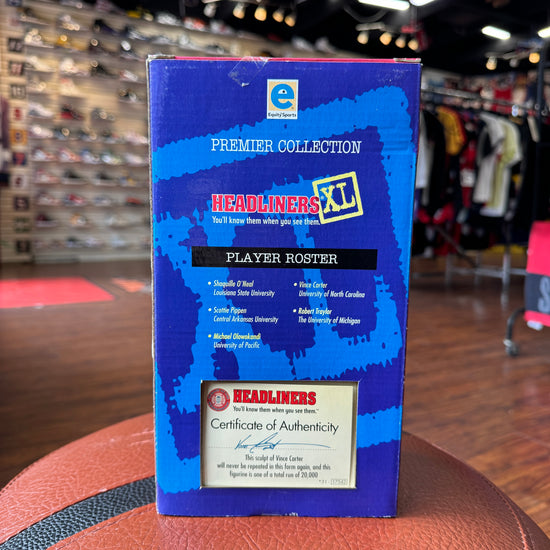 e
Equity Sports
PREMIER COLLECTION
HEADLINERS XL
You'll know them when you see them.
PLAYER ROSTER
• Shaquille O'Neal
Louisiana State University
• Scottie Pippen
Central Arkansas University
• Michael Olowokandi
University of Pacific
• Vince Carter
University of North Carolina
• Robert Traylor
The University of Michigan
HEADLINERS
You'll know them when you see them.™
Certificate of Authenticity
This sculpt of Vince Carter
will never be repeated in this form again, and this
figurine is one of a total run of 20,000